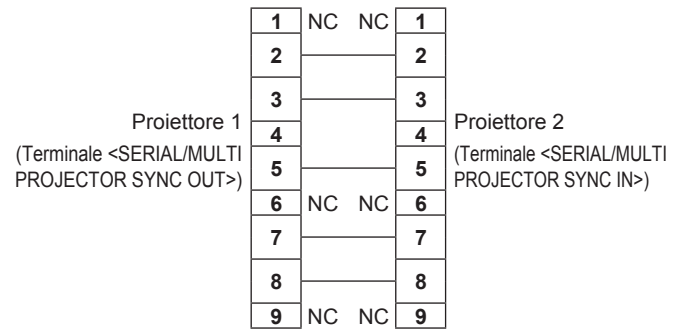 1 NC NC 1
2 2
3 3
Proiettore 1
Proiettore 2
4 4
(Terminale <SERIAL/MULTI
PROJECTOR SYNC OUT>)
(Terminale <SERIAL/MULTI
PROJECTOR SYNC IN>)
5 5
6 NC NC 6
7 7
8 8
9 NC NC 9